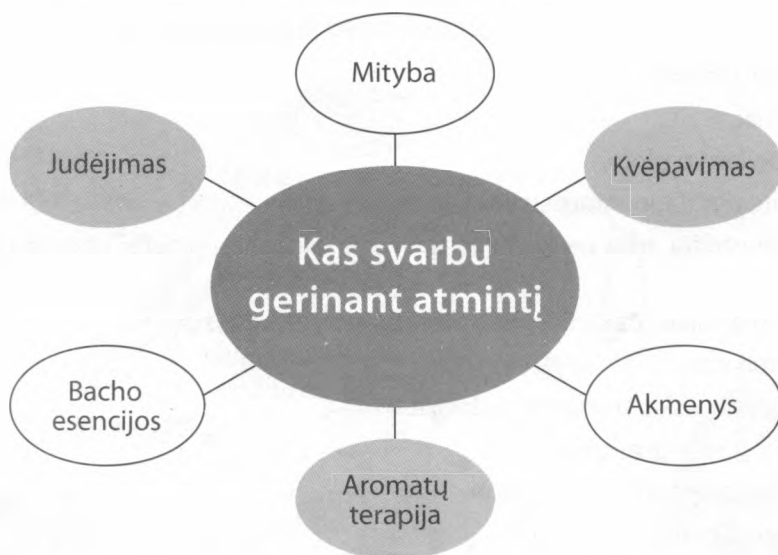 Mityba
Judėjimas
Kvėpavimas
Kas svarbu
gerinant atmintį
Bacho
esencijos
Akmenys
Aromatų
terapija